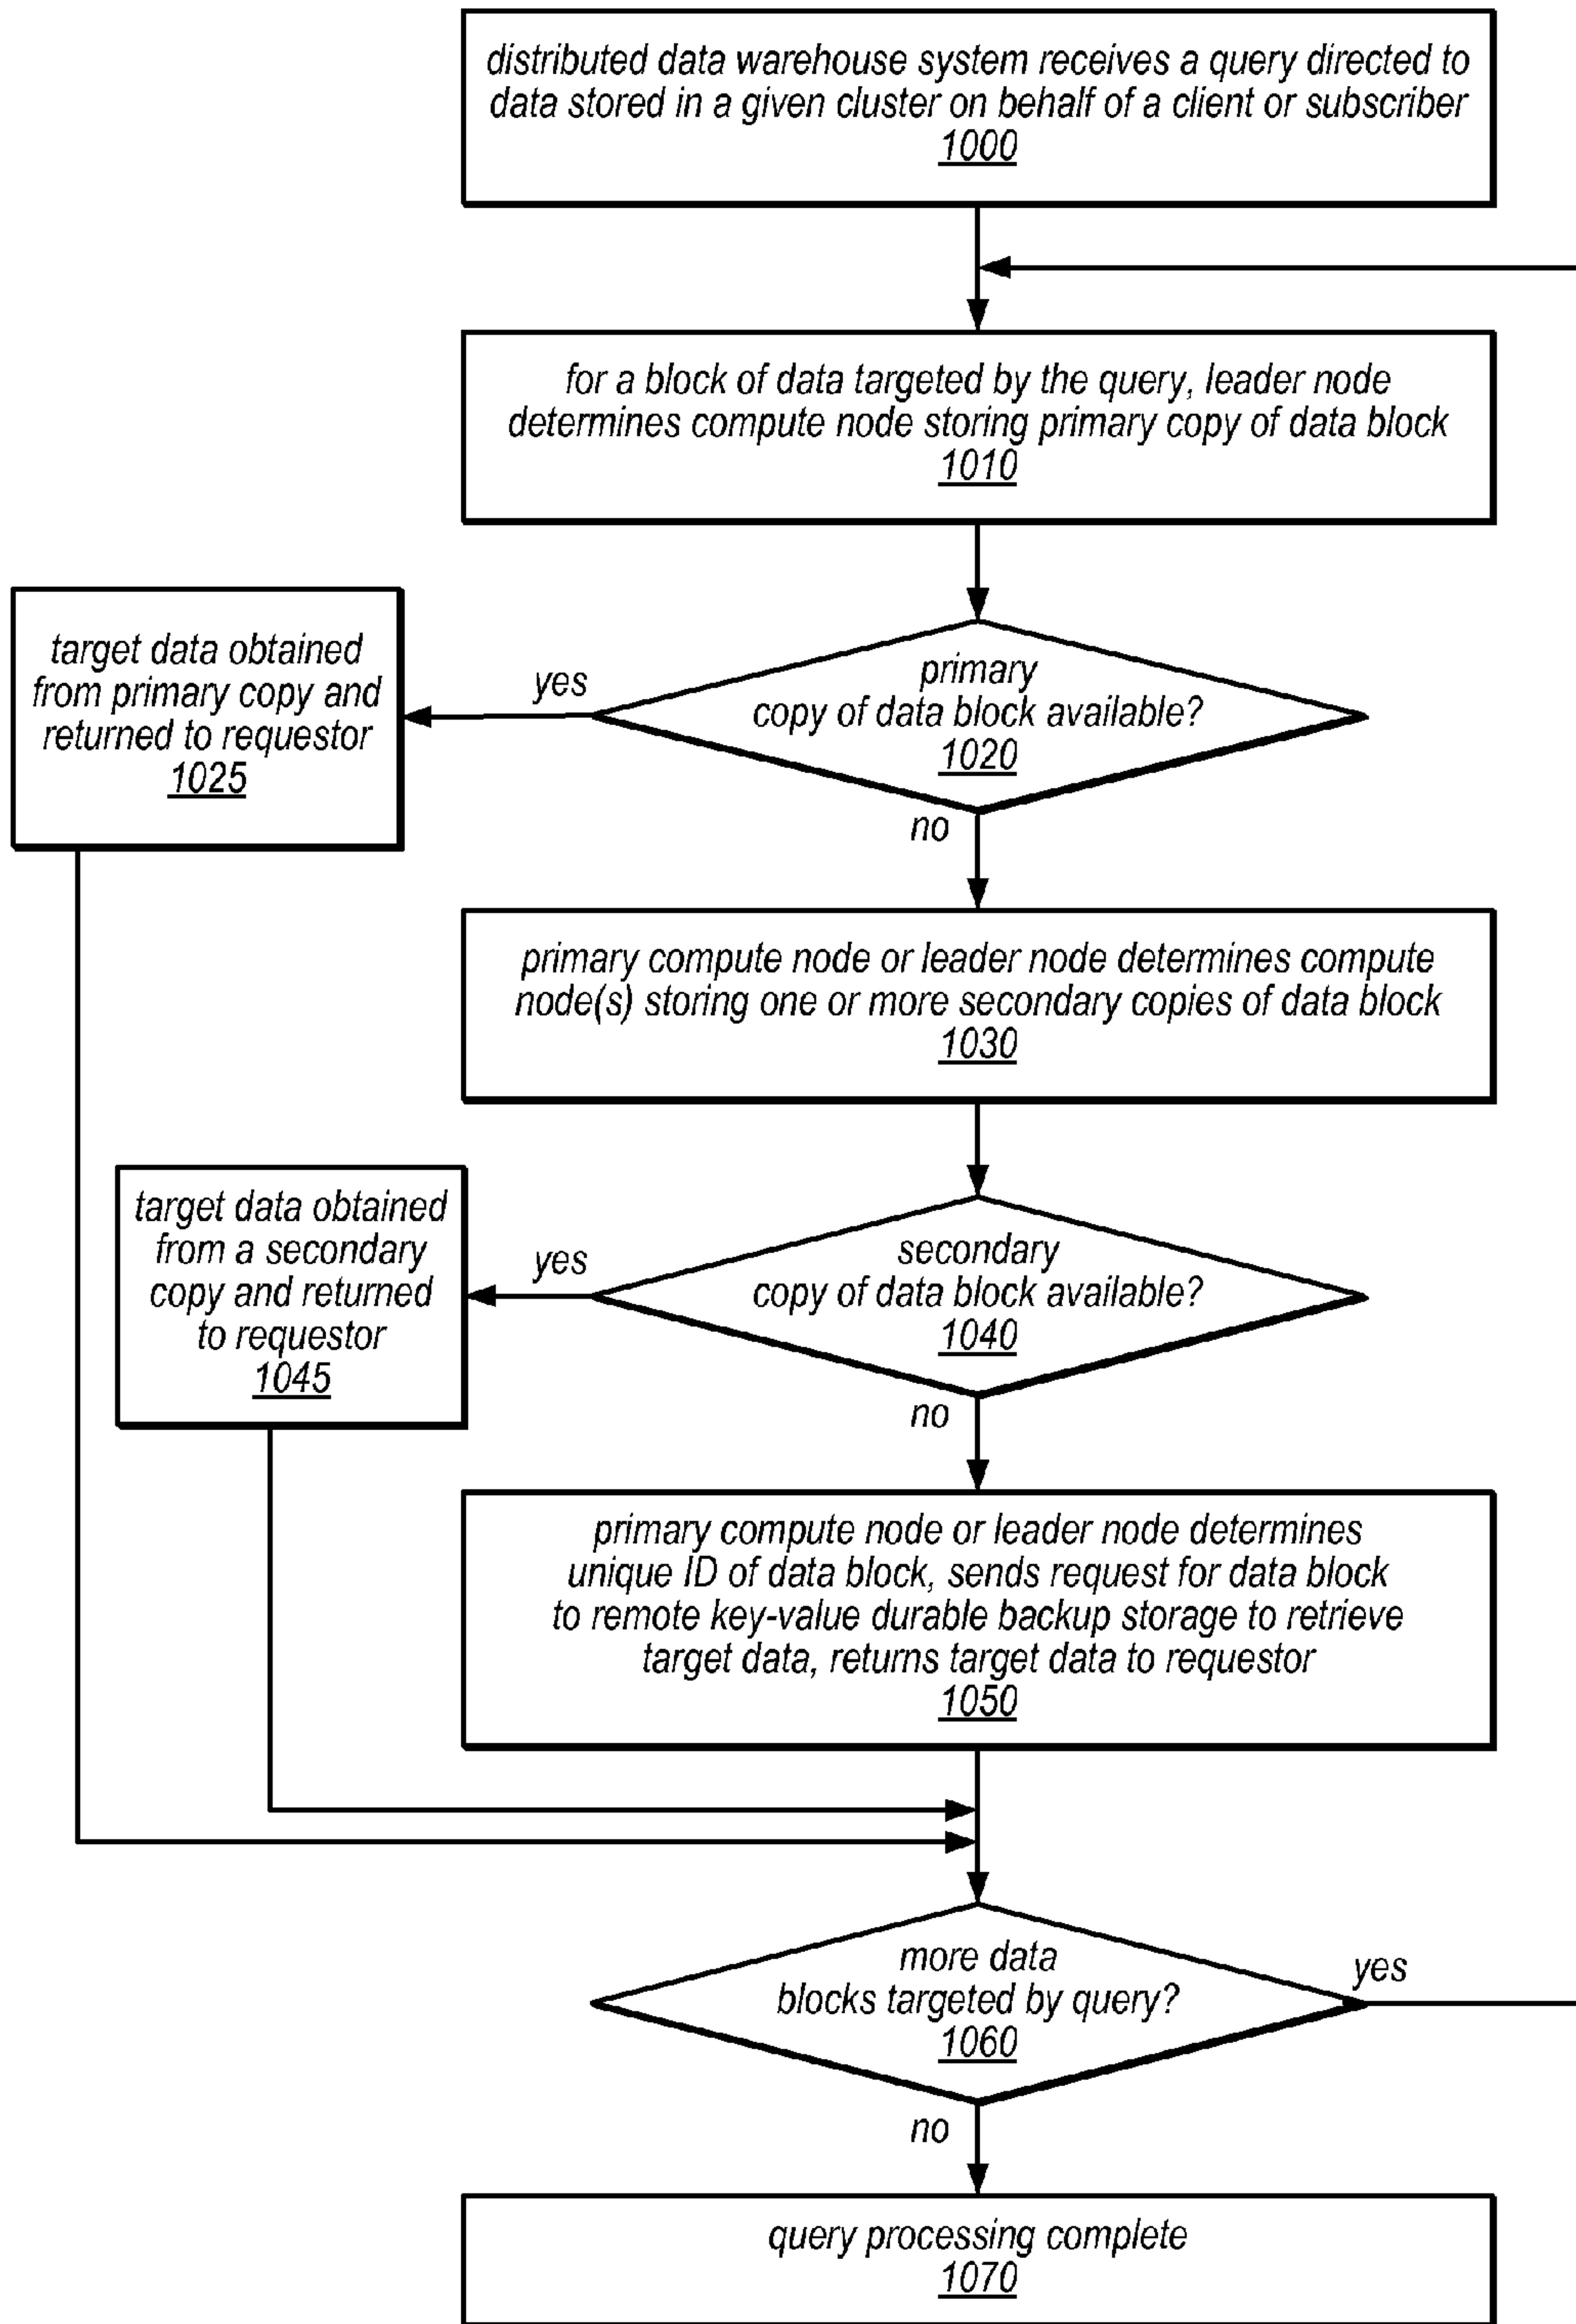 distributed data warehouse system receives a query directed to
data stored in a given cluster on behalf of a client or subscriber
1000
for a block of data targeted by the query, leader node
determines compute node storing primary copy of data block
1010
target data obtained
from primary copy and
returned to requestor
1025
yes
primary
copy of data block available?
1020
no
primary compute node or leader node determines compute
node(s) storing one or more secondary copies of data block
1030
target data obtained
from a secondary
copy and returned
to requestor
1045
yes
secondary
copy of data block available?
1040
no
primary compute node or leader node determines
unique ID of data block, sends request for data block
to remote key-value durable backup storage to retrieve
target data, returns target data to requestor
1050
more data
blocks targeted by query?
1060
yes
no
query processing complete
1070